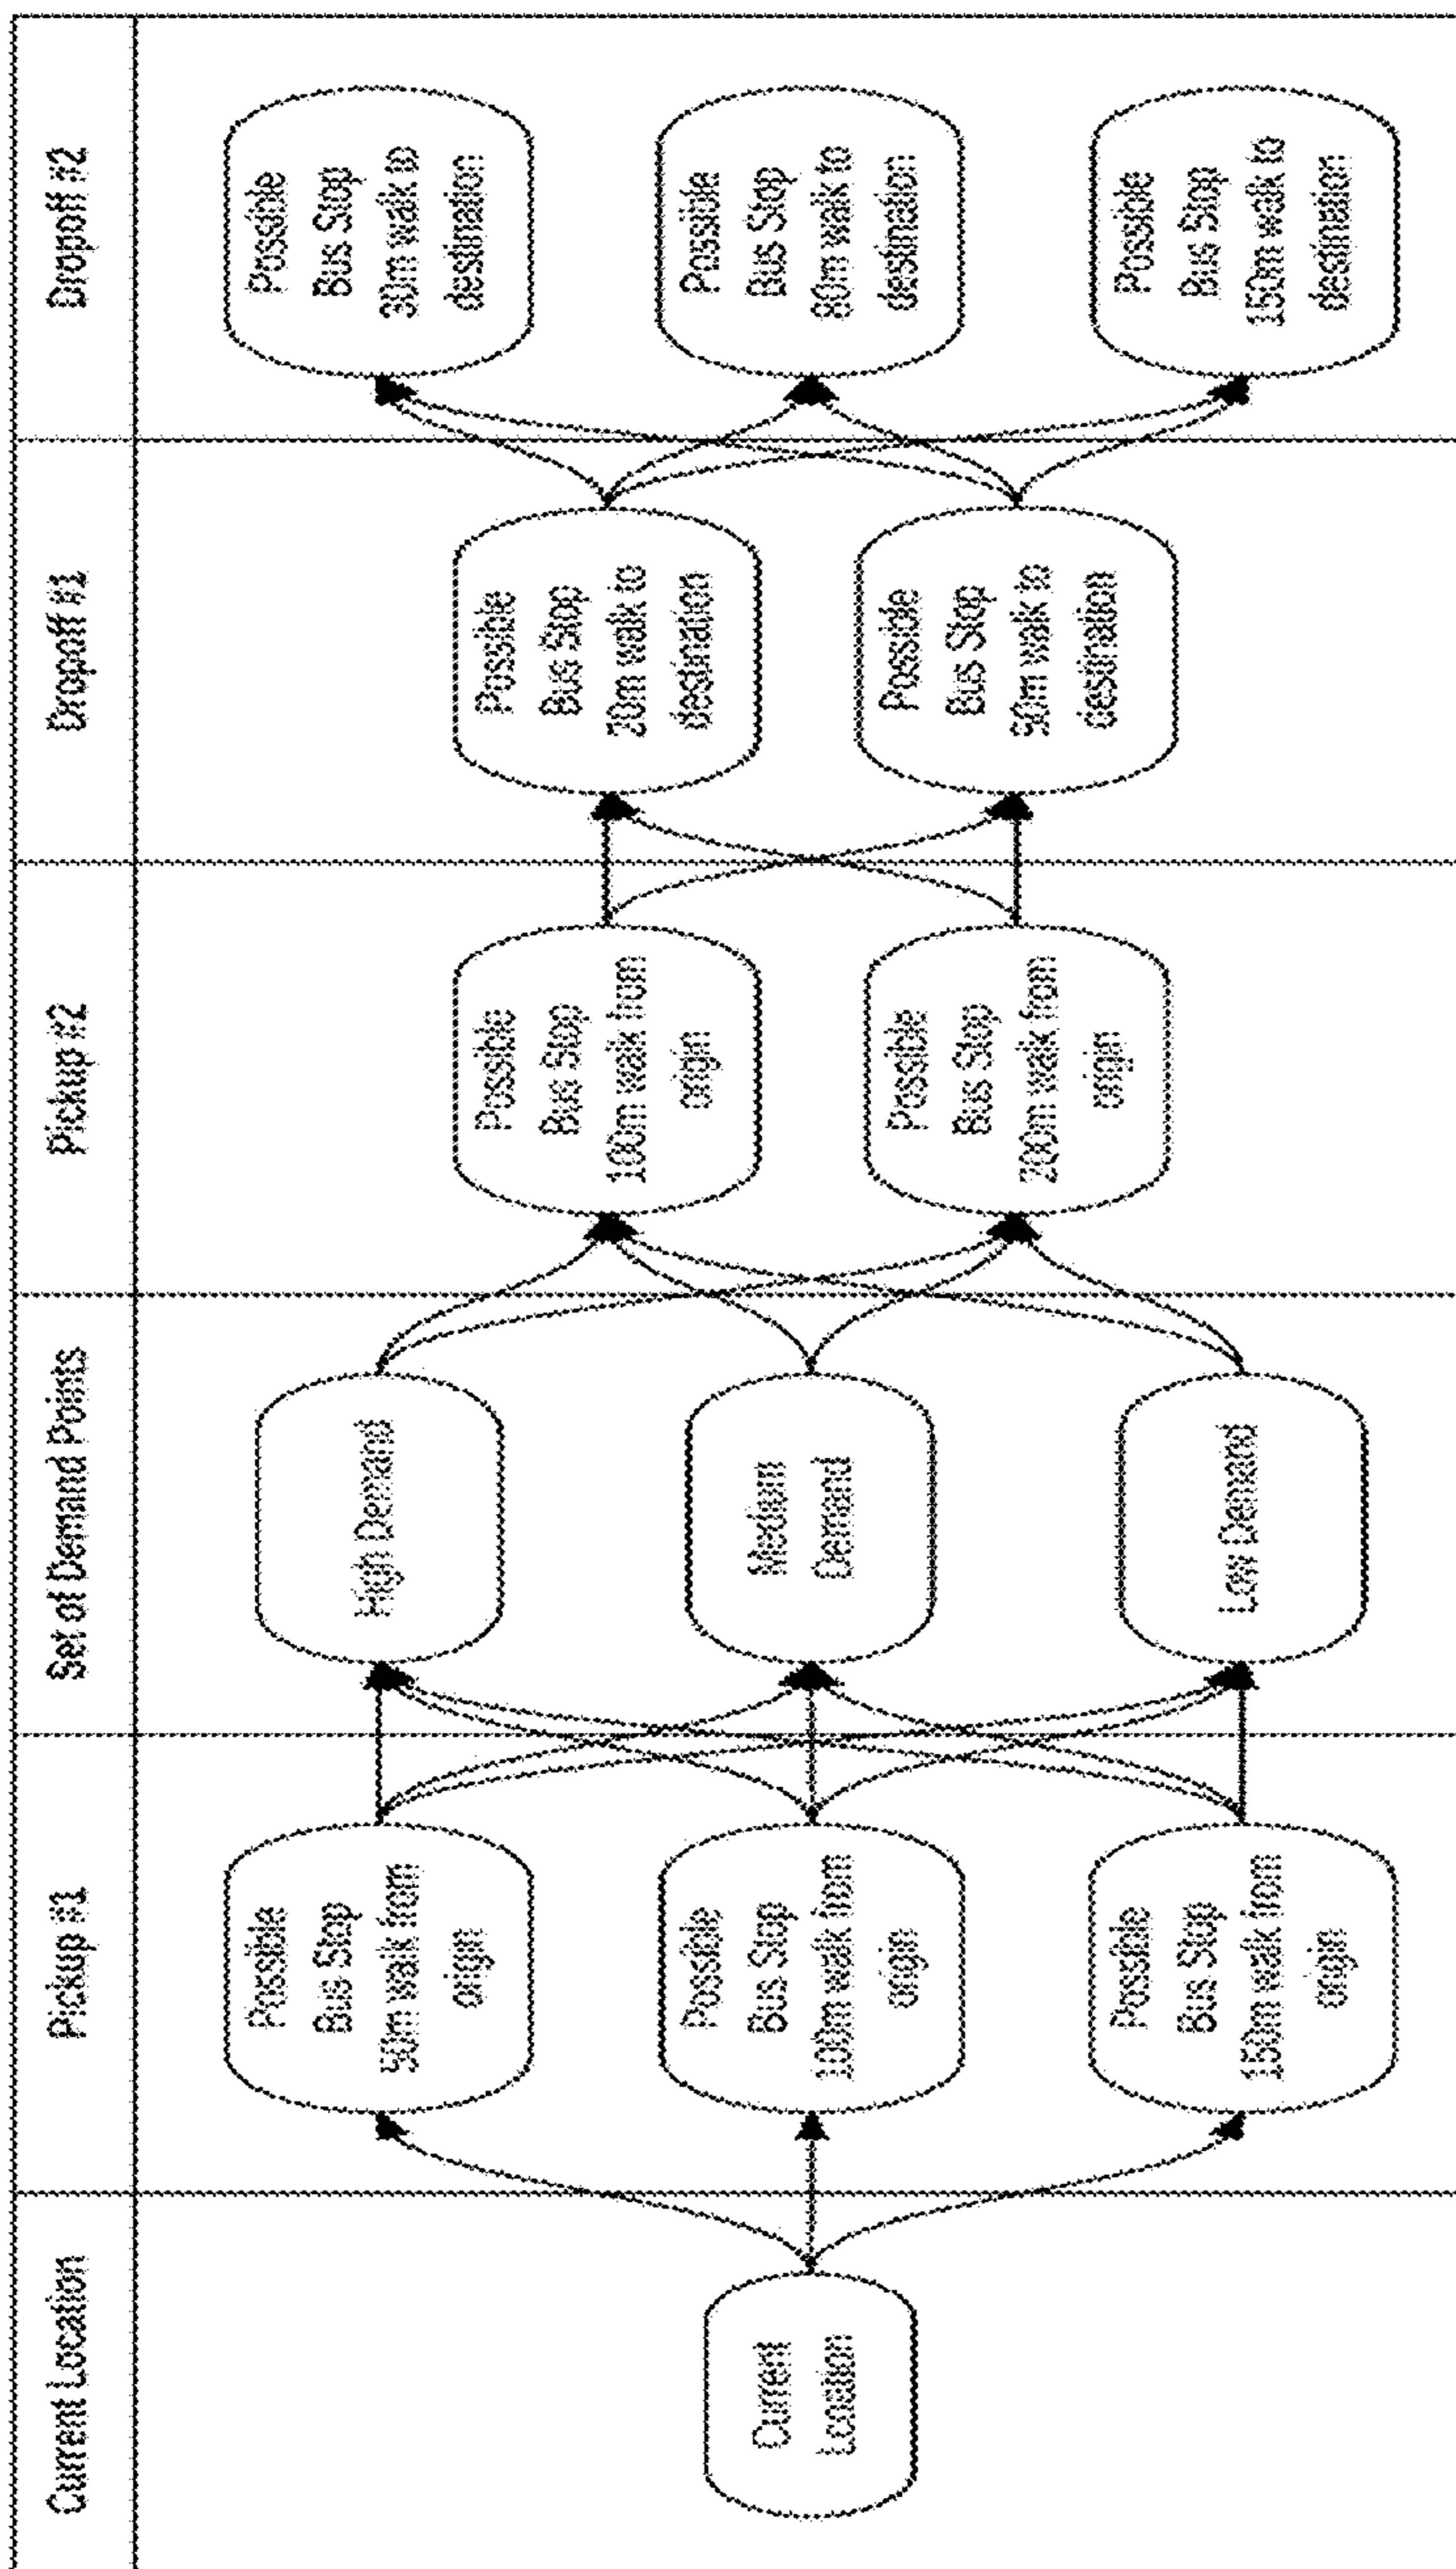 Current Location
Pickup #1
Set of Demand Points
Pickup #2
Dropoff #1
Dropoff #2
Current
Location
Possible
Bus Stop
50m walk from
origin
Possible
Bus Stop
100m walk from
origin
Possible
Bus Stop
150m walk from
origin
High Demand
Medium
Demand
Low Demand
Possible
Bus Stop
100m walk from
origin
Possible
Bus Stop
200m walk from
origin
Possible
Bus Stop
20m walk to
destination
Possible
Bus Stop
50m walk to
destination
Possible
Bus Stop
30m walk to
destination
Possible
Bus Stop
80m walk to
destination
Possible
Bus Stop
150m walk to
destination